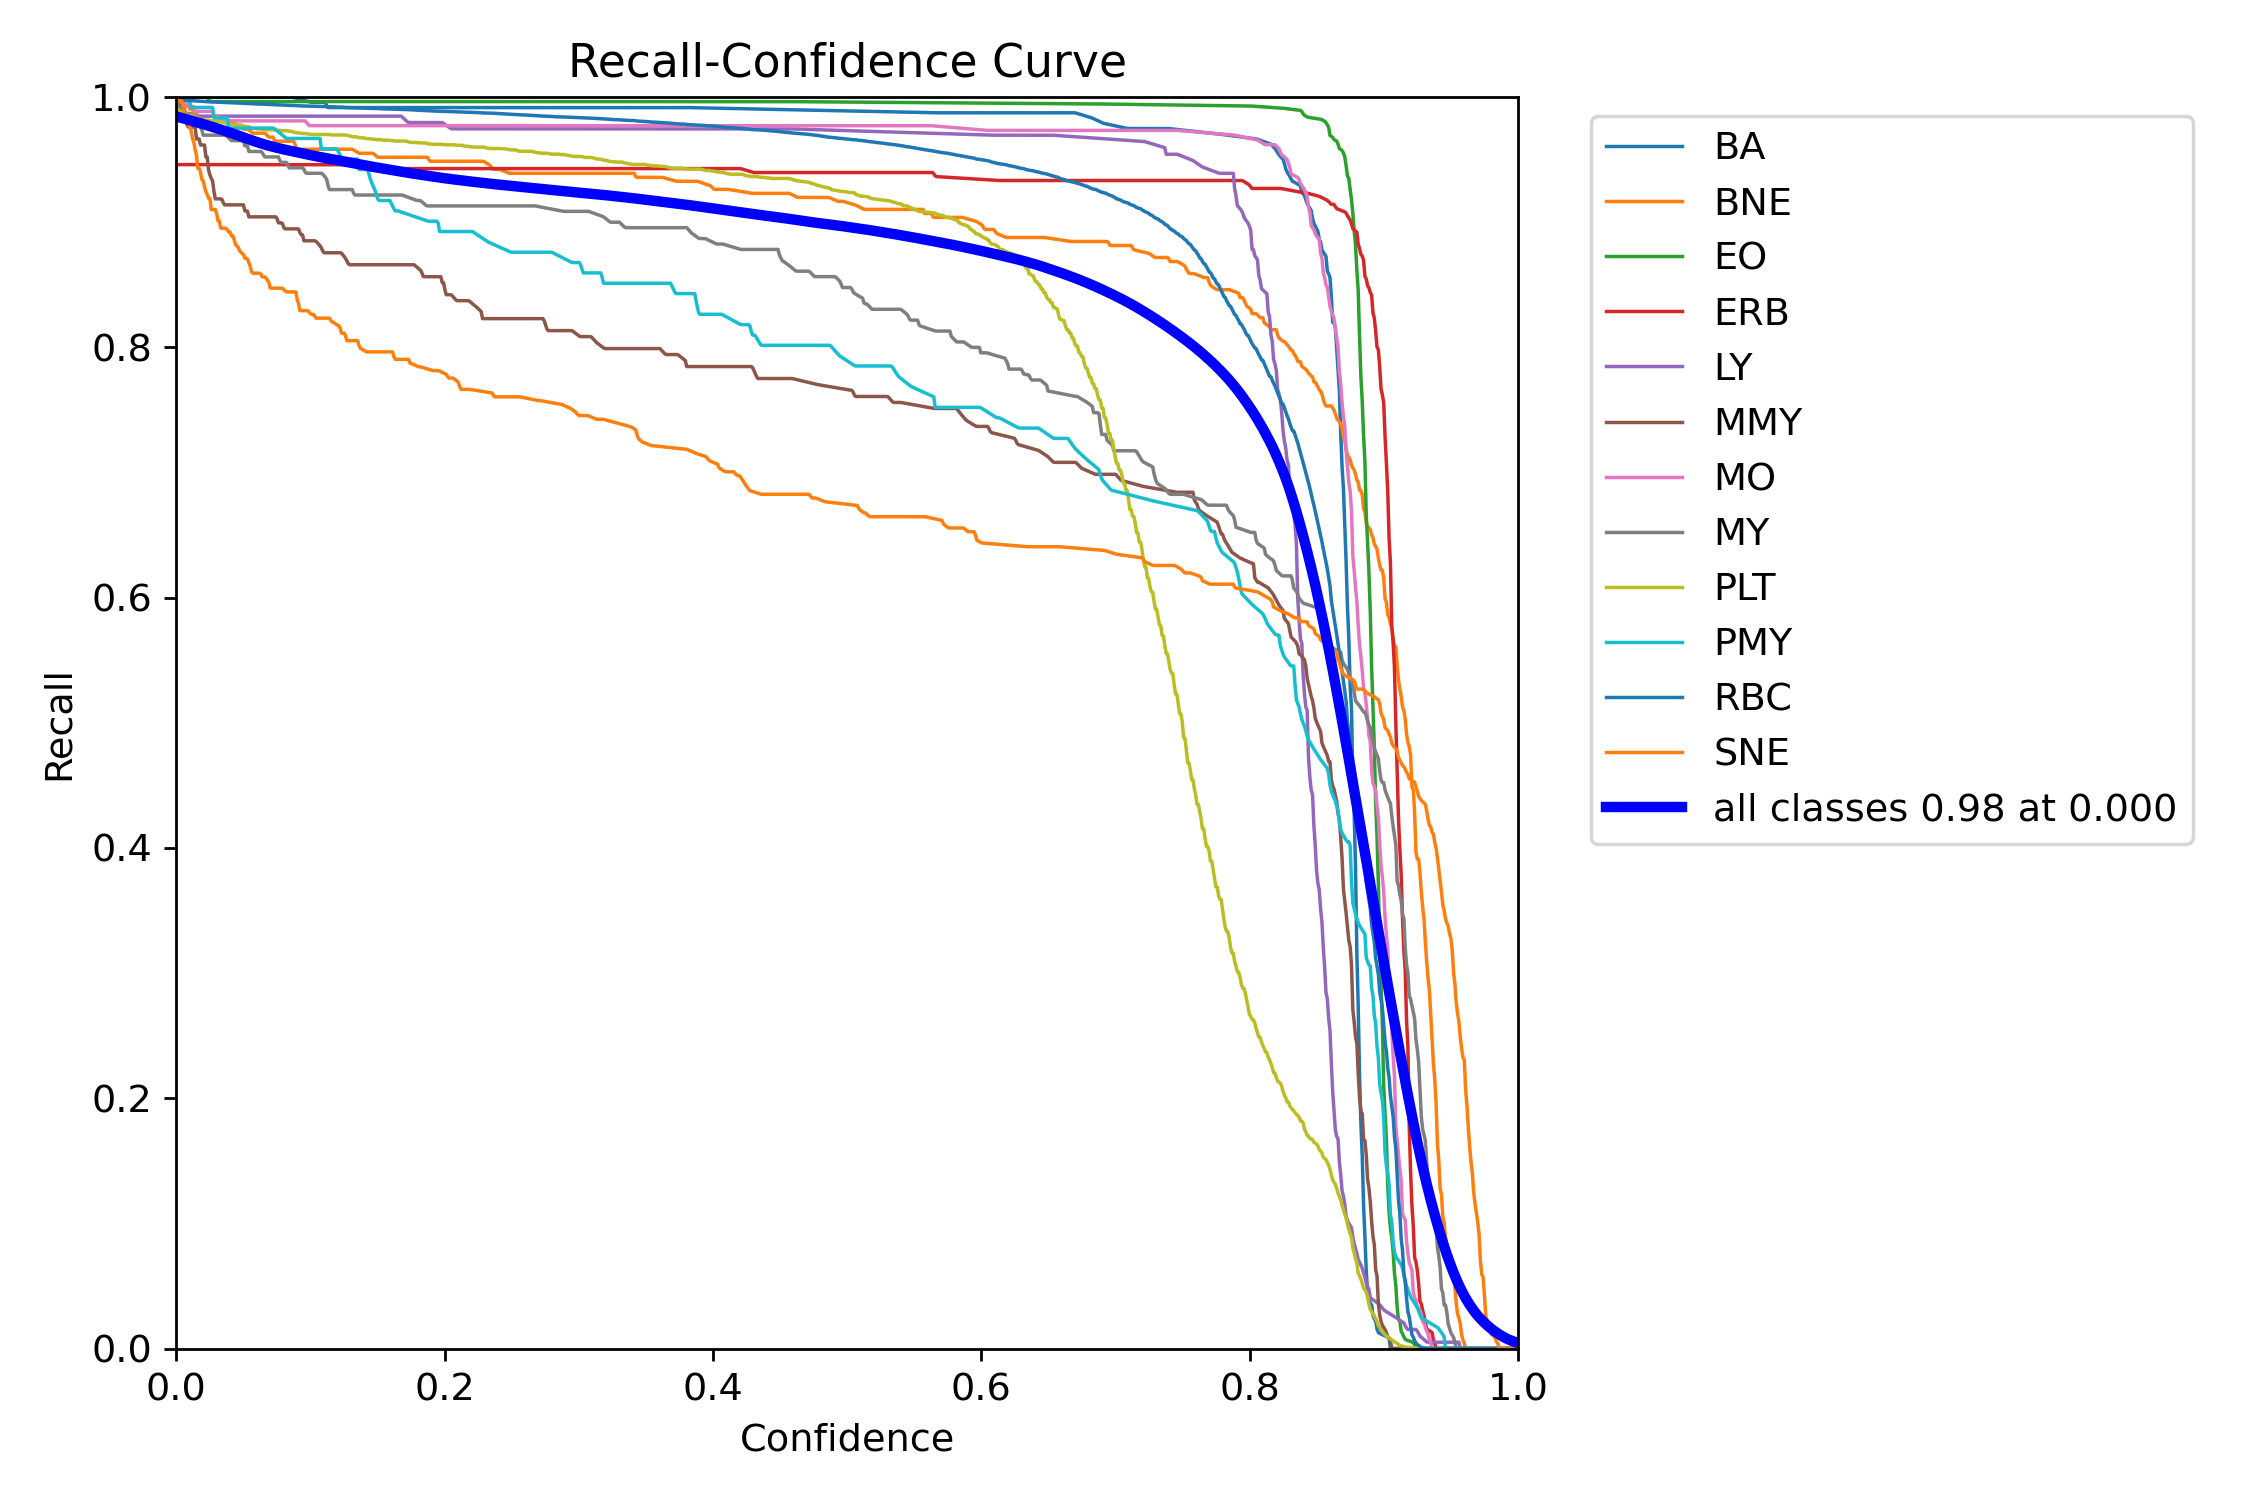 Recall-Confidence Curve
1.0
0.8
0.6
0.4
0.2
0.0
Recall
0.0 0.2 0.4 0.6 0.8 1.0
Confidence
BA
BNE
EO
ERB
LY
MMY
MO
MY
PLT
PMY
RBC
SNE
all classes 0.98 at 0.000